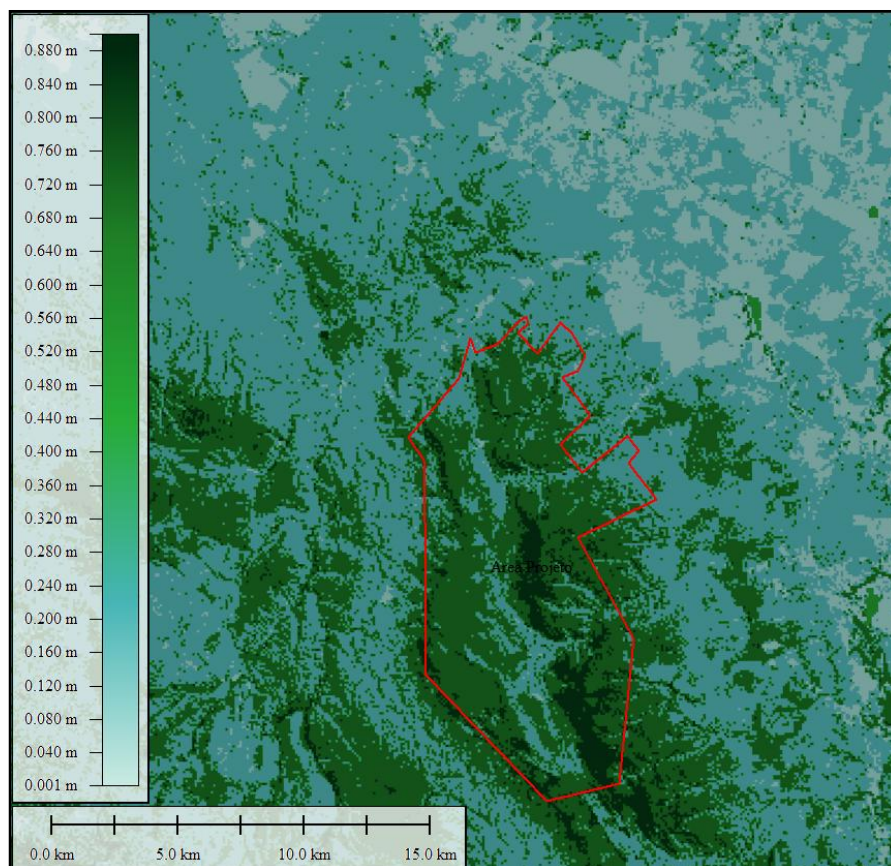 0.880 m
0.840 m
0.800 m
0.760 m
0.720 m
0.680 m
0.640 m
0.600 m
0.560 m
0.520 m
0.480 m
0.440 m
0.400 m
0.360 m
0.320 m
0.280 m
0.240 m
0.200 m
0.160 m
0.120 m
0.080 m
0.040 m
0.001 m
Area Projeto
0.0 km 5.0 km 10.0 km 15.0 km